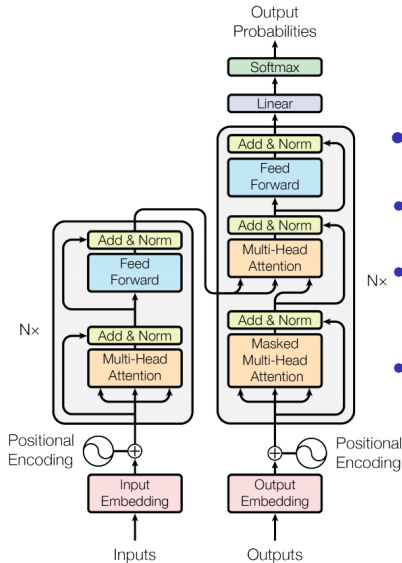 Output
Probabilities
Softmax
Linear
Add & Norm
Feed
Forward
Add & Norm
Multi-Head
Attention
Nx
Add & Norm
Masked
Multi-Head
Attention
Add & Norm
Feed
Forward
Nx
Add & Norm
Multi-Head
Attention
Positional
Encoding
Positional
Encoding
Input
Embedding
Output
Embedding
Inputs
Outputs